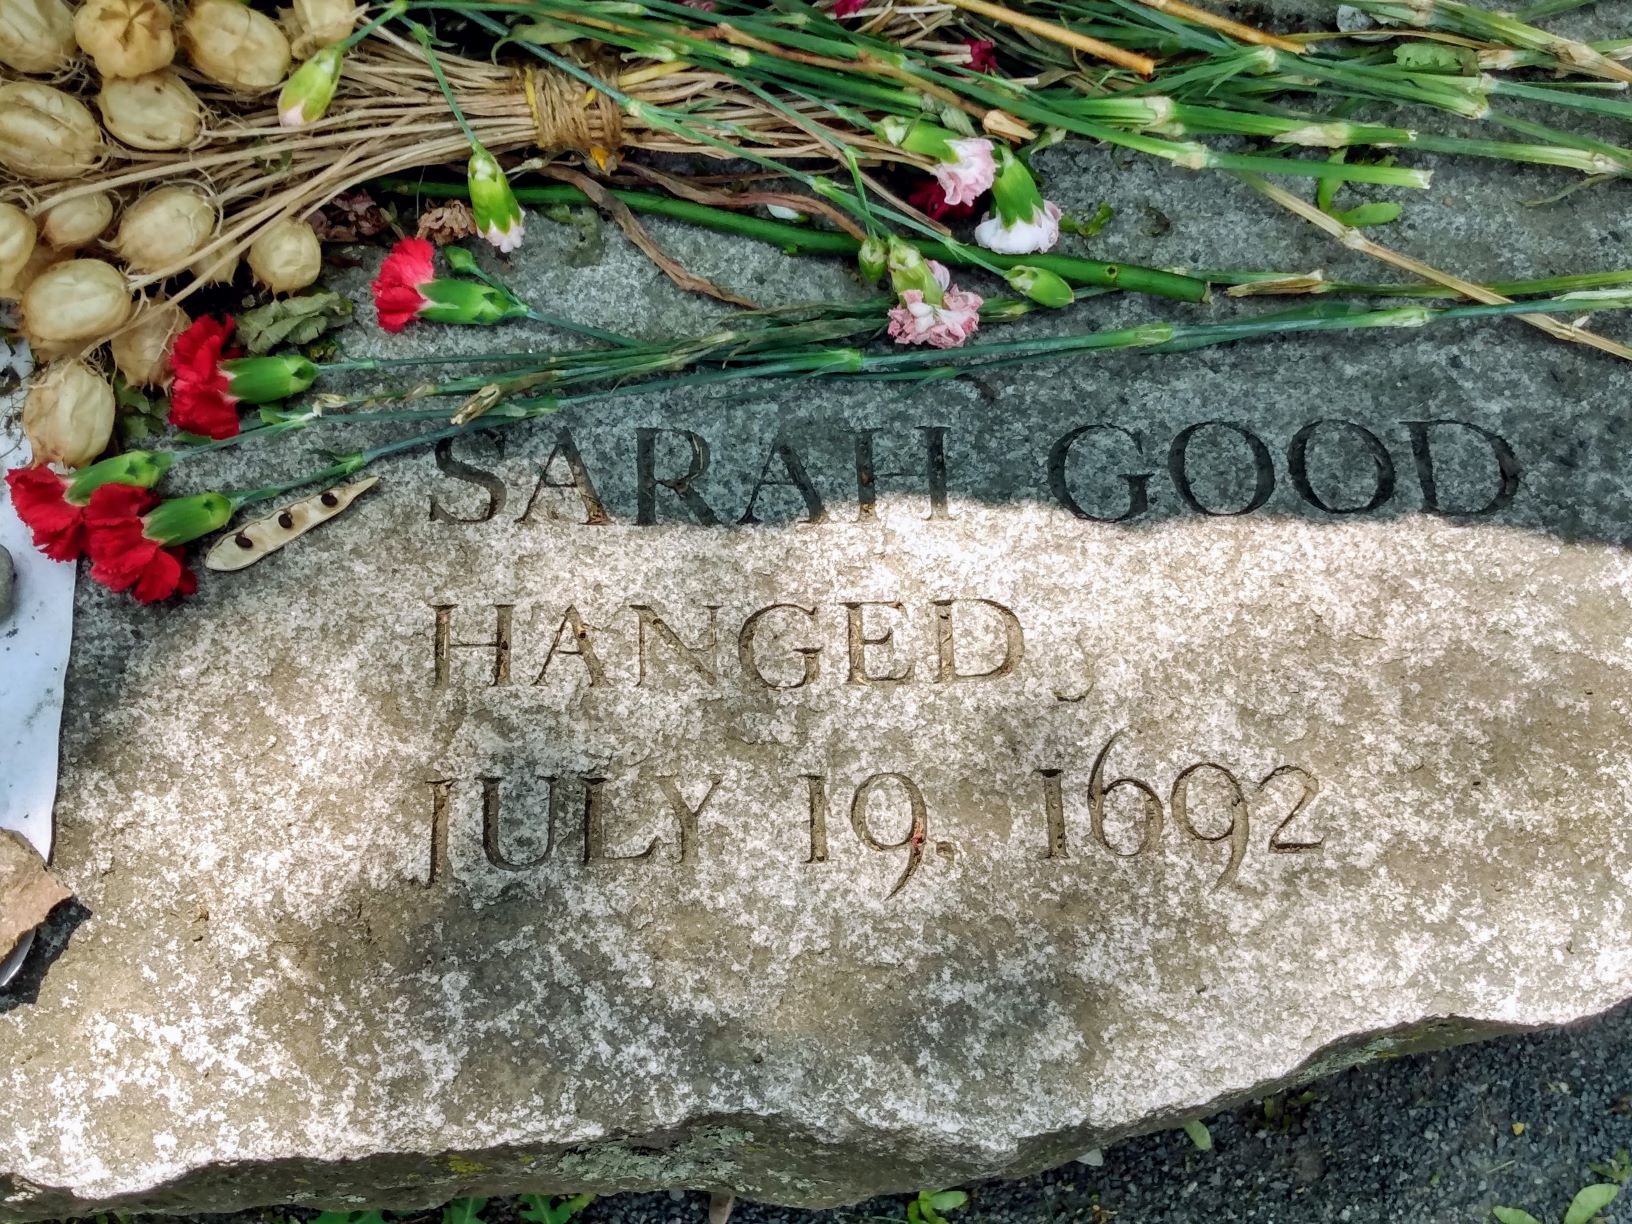 SARAH GOOD
HANGED
JULY 19, 1692